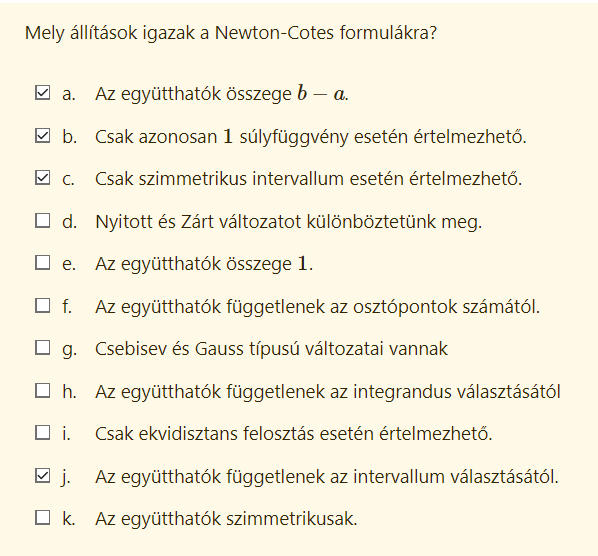 Mely állítások igazak a Newton-Cotes formulákra?
a. Az együtthatók összege b − a.
b. Csak azonosan 1 súlyfüggvény esetén értelmezhető.
c. Csak szimmetrikus intervallum esetén értelmezhető.
d. Nyitott és Zárt változatot különböztetünk meg.
e. Az együtthatók összege 1.
f. Az együtthatók függetlenek az osztópontok számától.
g. Csebisev és Gauss típusú változatai vannak
h. Az együtthatók függetlenek az integrandus választásától
i. Csak ekvidisztans felosztás esetén értelmezhető.
j. Az együtthatók függetlenek az intervallum választásától.
k. Az együtthatók szimmetrikusak.